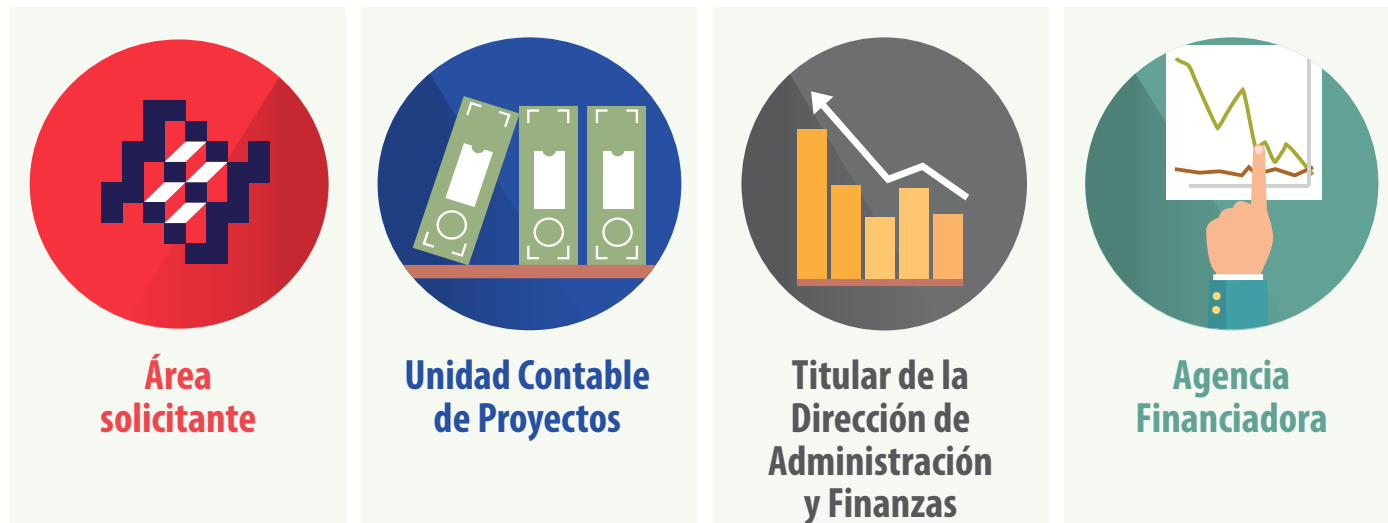 Área
solicitante
Unidad Contable
de Proyectos
Titular de la
Dirección de
Administración
y Finanzas
Agencia
Financiadora